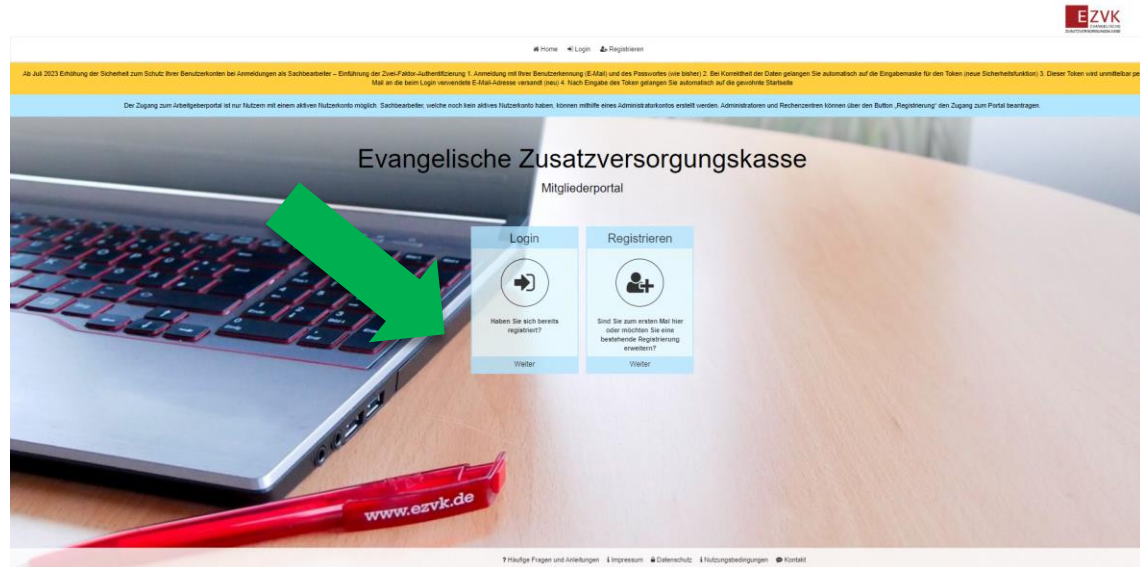 EZVK
EVANGELISCHE
ZUSATZVERSORGUNGSKASSE
Home Login Registrieren
Ab Juli 2023 Erhöhung der Sicherheit zum Schutz Ihrer Benutzerkonten bei Anmeldungen als Sachbearbeiter – Einführung der Zwei-Faktor-Authentifizierung 1. Anmeldung mit Ihrer Benutzerkennung (E-Mail) und des Passwortes (wie bisher) 2. Bei Korrektheit der Daten gelangen Sie automatisch auf die Eingabemaske für den Token (neue Sicherheitsfunktion) 3. Dieser Token wird unmittelbar per
Mail an die beim Login verwendete E-Mail-Adresse versandt (neu) 4. Nach Eingabe des Token gelangen Sie automatisch auf die gewohnte Startseite
Der Zugang zum Arbeitgeberportal ist nur Nutzern mit einem aktiven Nutzerkonto möglich. Sachbearbeiter, welche noch kein aktives Nutzerkonto haben, können mithilfe eines Administratorkontos erstellt werden. Administratoren und Rechenzentren können über den Button „Registrierung“ den Zugang zum Portal beantragen.
Evangelische Zusatzversorgungskasse
Mitgliederportal
Login
Haben Sie sich bereits
registriert?
Weiter
Registrieren
Sind Sie zum ersten Mal hier
oder möchten Sie eine
bestehende Registrierung
erweitern?
Weiter
www.ezvk.de
Häufige Fragen und Anleitungen Impressum Datenschutz Nutzungsbedingungen Kontakt